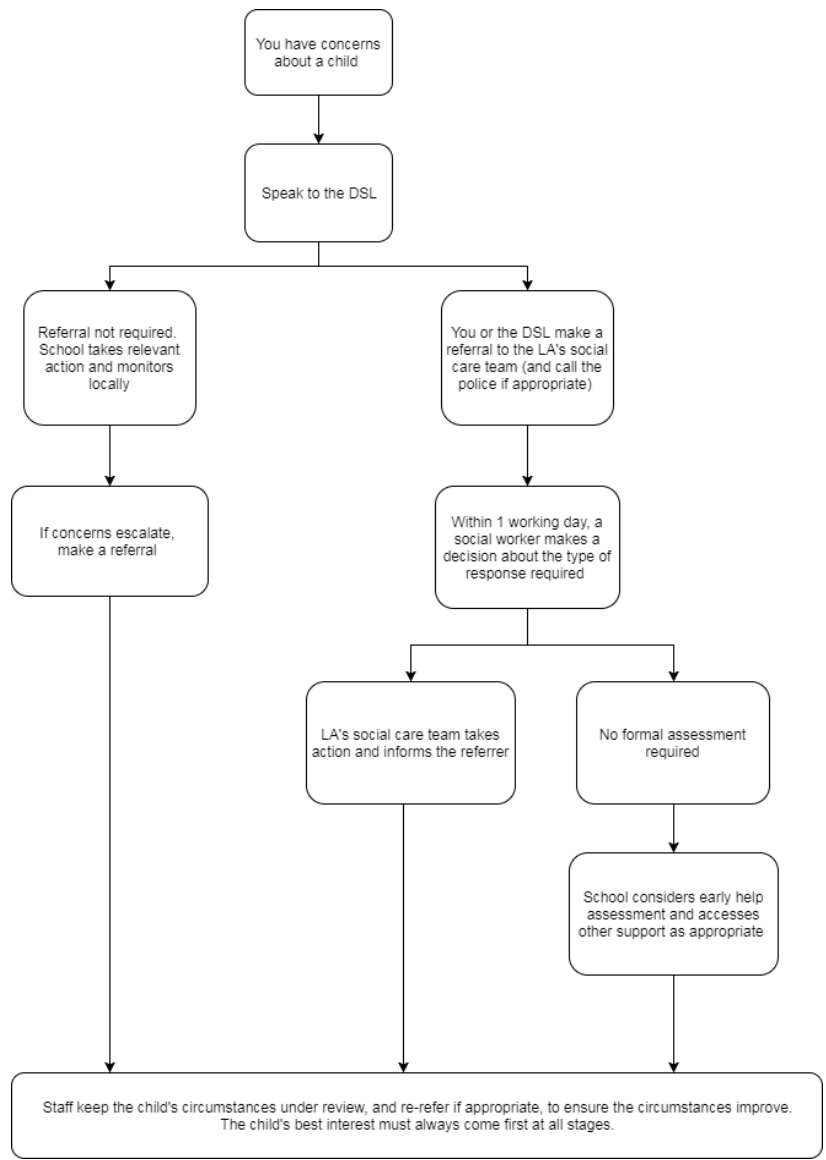 You have concerns
about a child
Speak to the DSL
Referral not required.
School takes relevant
action and monitors
locally
You or the DSL make a
referral to the LA's social
care team (and call the
police if appropriate)
If concerns escalate,
make a referral
Within 1 working day, a
social worker makes a
decision about the type of
response required
LA's social care team takes
action and informs the referrer
No formal assessment
required
School considers early help
assessment and accesses
other support as appropriate
Staff keep the child's circumstances under review, and re-refer if appropriate, to ensure the circumstances improve.
The child's best interest must always come first at all stages.